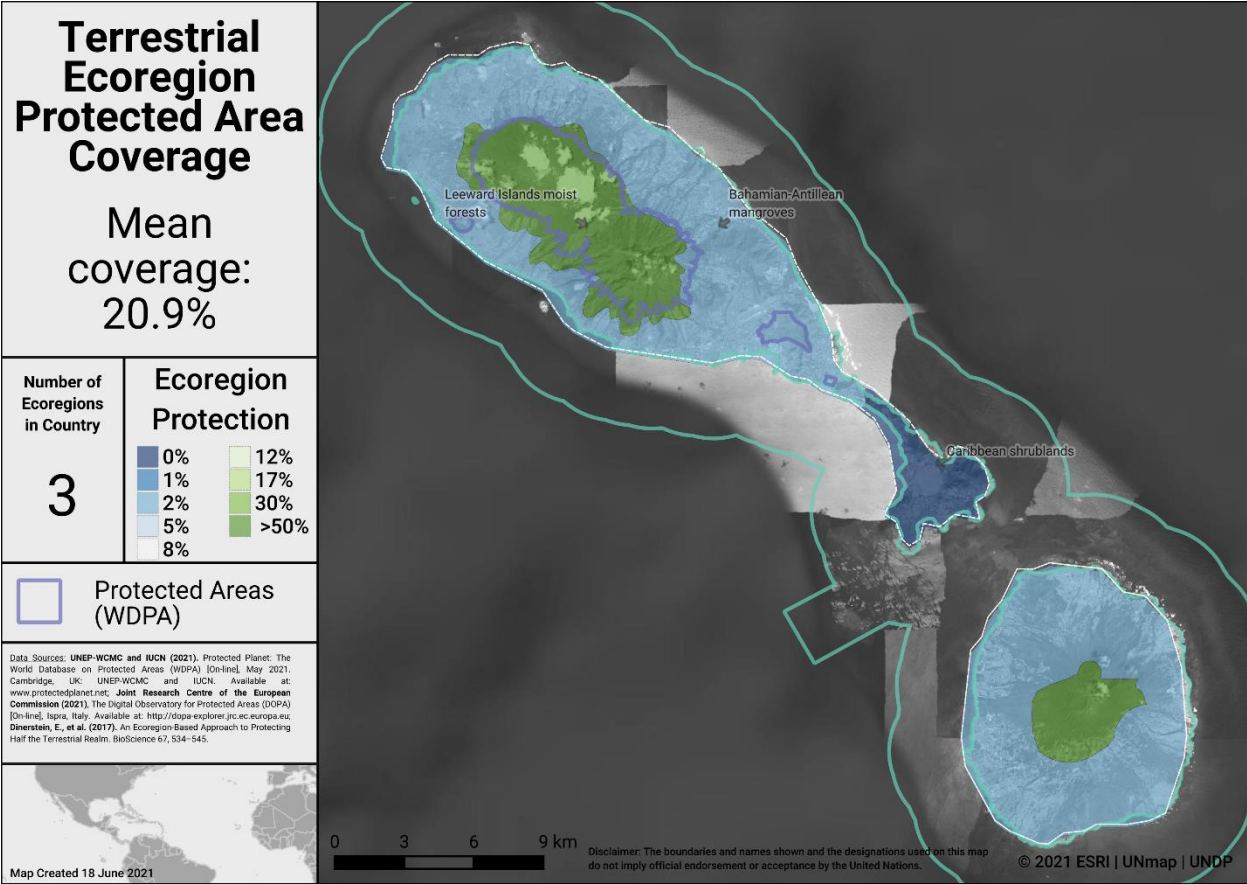 Terrestrial
Ecoregion
Protected Area
Coverage
Mean
coverage:
20.9%
Number of
Ecoregions
in Country
3
Ecoregion
Protection
0%
1%
2%
5%
8%
12%
17%
30%
>50%
Protected Areas
(WDPA)
Data Sources: UNEP-WCMC and IUCN (2021). Protected Planet: The
World Database on Protected Areas (WDPA) [On-line], May 2021.
Cambridge, UK: UNEP-WCMC and IUCN. Available at:
www.protectedplanet.net; Joint Research Centre of the European
Commission (2021), The Digital Observatory for Protected Areas (DOPA)
[On-line], Ispra, Italy. Available at: http://dopa-explorer.jrc.ec.europa.eu;
Dinerstein, E., et al. (2017). An Ecoregion-Based Approach to Protecting
Half the Terrestrial Realm. BioScience 67, 534–545.
Map Created 18 June 2021
Leeward Islands moist
forests
Bahamian-Antillean
mangroves
Caribbean shrublands
0 3 6 9 km
Disclaimer: The boundaries and names shown and the designations used on this map
do not imply official endorsement or acceptance by the United Nations.
© 2021 ESRI | UNmap | UNDP